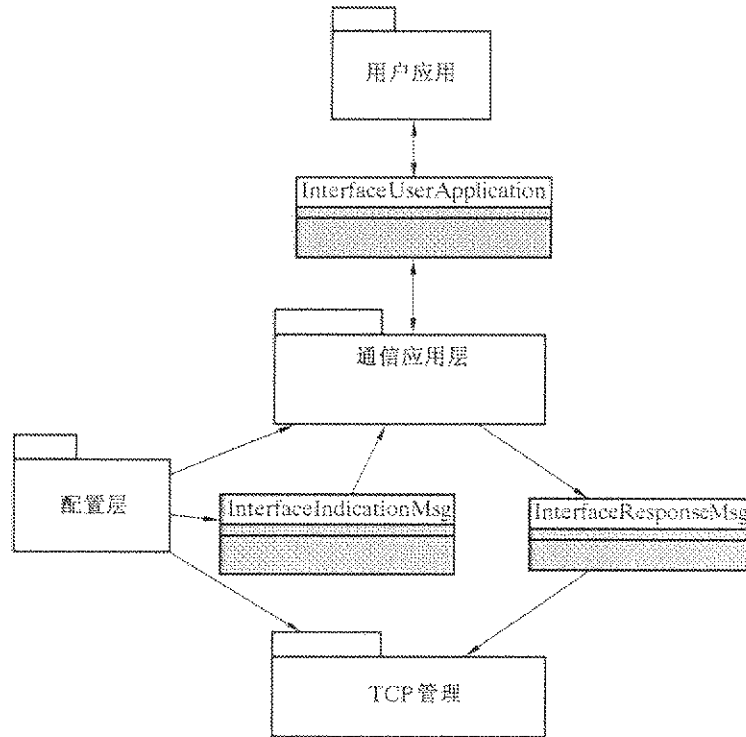 用户应用
InterfaceUserApplication
通信应用层
配置层
InterfaceIndicationMsg
InterfaceResponseMsg
TCP管理